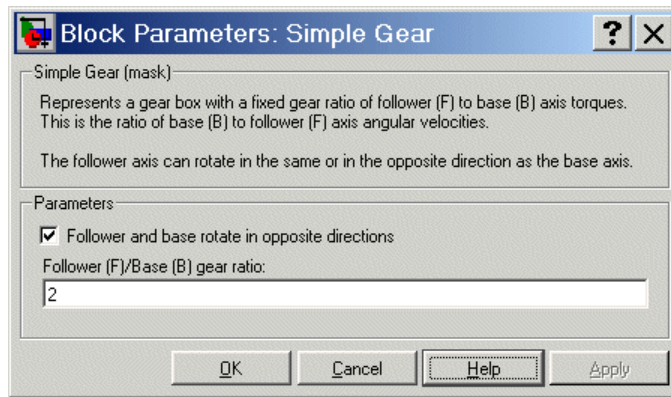 Block Parameters: Simple Gear
Simple Gear (mask)
Represents a gear box with a fixed gear ratio of follower (F) to base (B) axis torques.
This is the ratio of base (B) to follower (F) axis angular velocities.
The follower axis can rotate in the same or in the opposite direction as the base axis.
Parameters
Follower and base rotate in opposite directions
Follower (F)/Base (B) gear ratio:
2
OK Cancel Help Apply